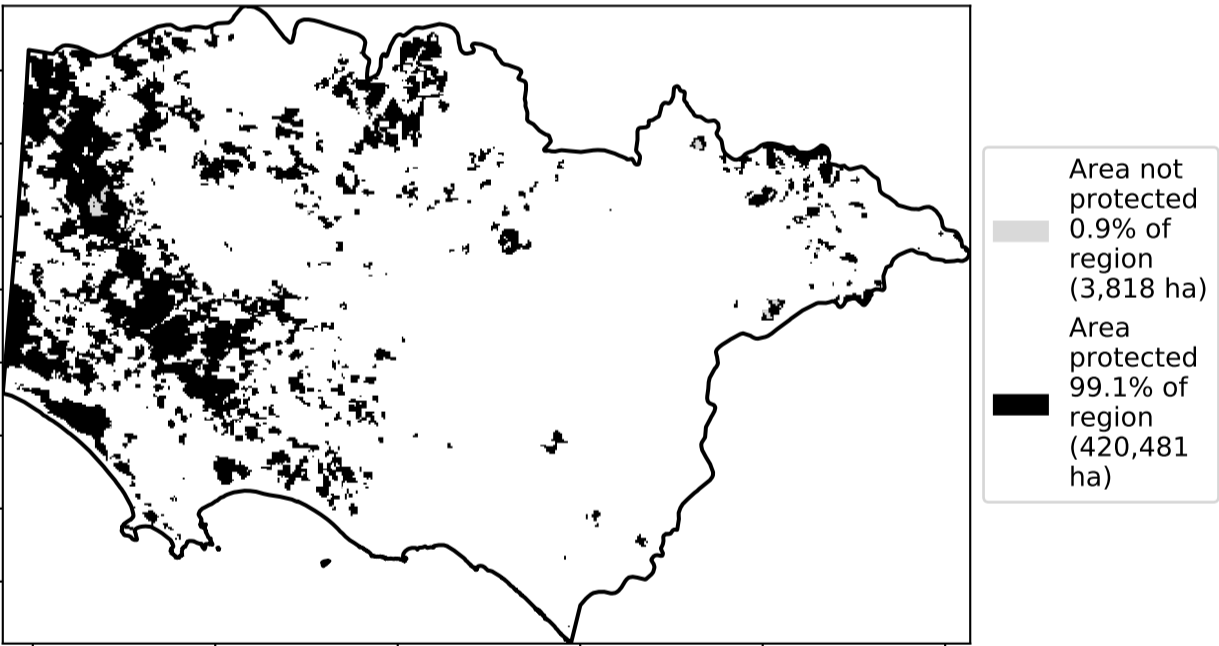 Area not
protected
0.9% of
region
(3,818 ha)
Area
protected
99.1% of
region
(420,481
ha)